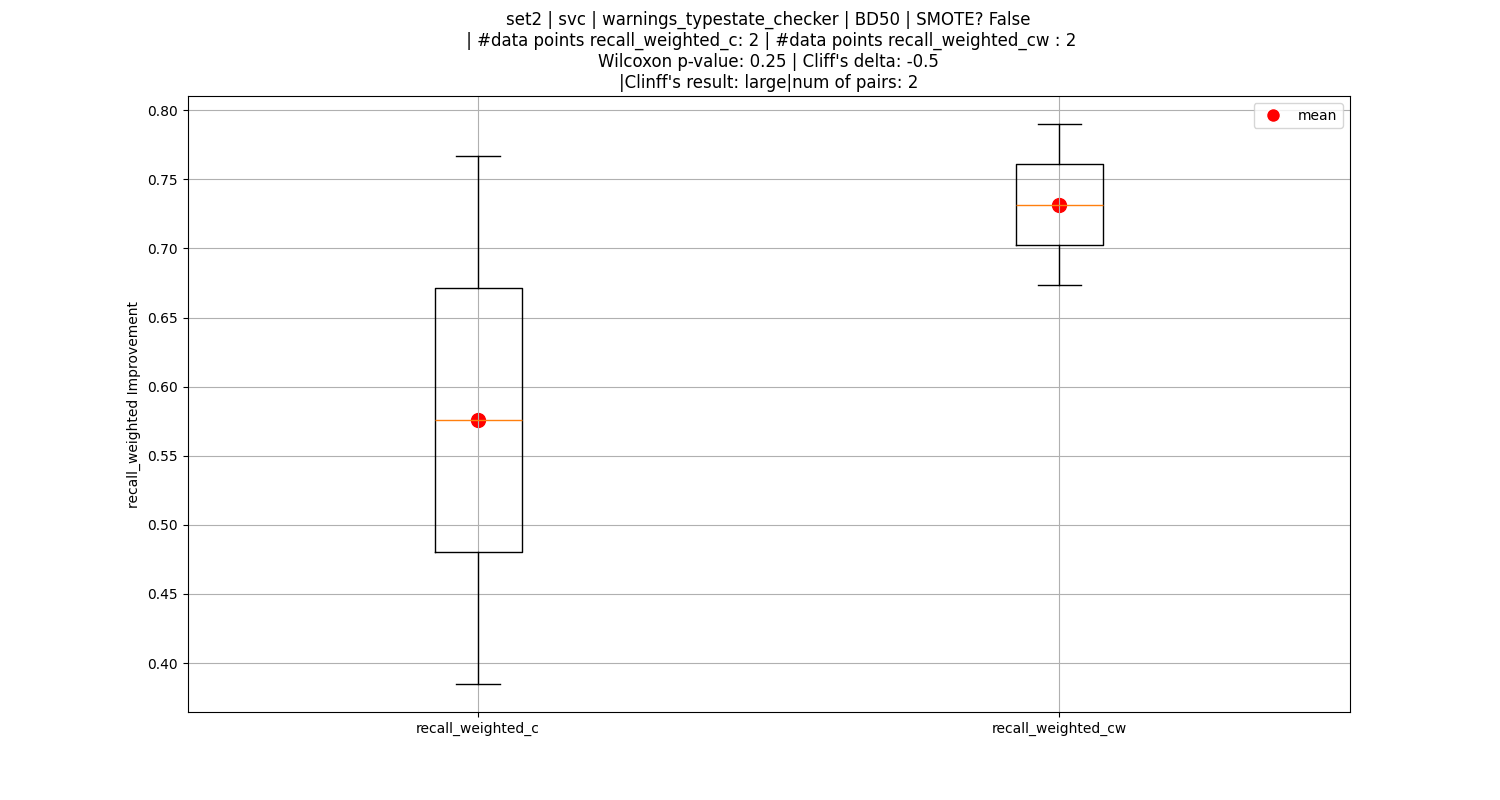 set2 | svc | warnings_typestate_checker | BD50 | SMOTE? False
| #data points recall_weighted_c: 2 | #data points recall_weighted_cw : 2
Wilcoxon p-value: 0.25 | Cliff's delta: -0.5
|Clinff's result: large|num of pairs: 2
mean
0.80
0.75
0.70
0.65
0.60
0.55
0.50
0.45
0.40
recall_weighted Improvement
recall_weighted_c
recall_weighted_cw